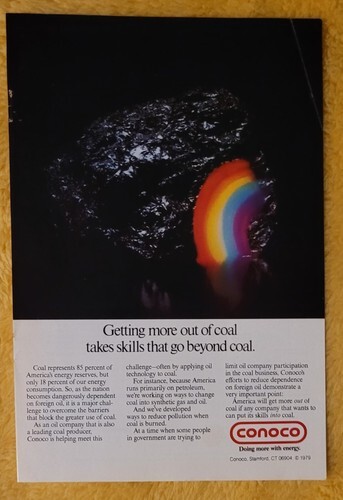 Getting more out of coal
takes skills that go beyond coal.
Coal represents 85 percent of
America's energy reserves, but
only 18 percent of our energy
consumption. So, as the nation
becomes dangerously dependent
on foreign oil, it is a major chal-
lenge to overcome the barriers
that block the greater use of coal.
As an oil company that is also
a leading coal producer,
Conoco is helping meet this
challenge—often by applying oil
technology to coal.
For instance, because America
runs primarily on petroleum,
we're working on ways to change
coal into synthetic gas and oil.
And we've developed
ways to reduce pollution when
coal is burned.
At a time when some people
in government are trying to
limit oil company participation
in the coal business, Conoco's
efforts to reduce dependence
on foreign oil demonstrate a
very important point:
America will get more out of
coal if any company that wants to
can put its skills into coal.
conoco
Doing more with energy.
Conoco, Stamford, CT 06904 © 1979